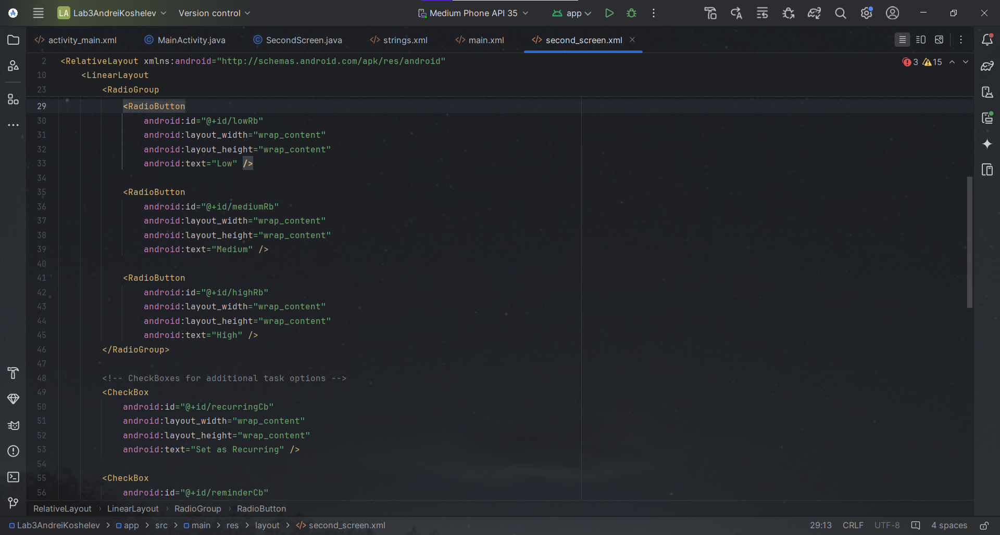 LA Lab3AndreiKoshelev Version control Medium Phone API 35 app
activity_main.xml MainActivity.java SecondScreen.java strings.xml main.xml second_screen.xml
2 <RelativeLayout xmlns:android="http://schemas.android.com/apk/res/android" 3 15
10 <LinearLayout
23 <RadioGroup
29 <RadioButton
30 android:id="@+id/lowRb"
31 android:layout_width="wrap_content"
32 android:layout_height="wrap_content"
33 android:text="Low" />
34
35 <RadioButton
36 android:id="@+id/mediumRb"
37 android:layout_width="wrap_content"
38 android:layout_height="wrap_content"
39 android:text="Medium" />
40
41 <RadioButton
42 android:id="@+id/highRb"
43 android:layout_width="wrap_content"
44 android:layout_height="wrap_content"
45 android:text="High" />
46 </RadioGroup>
47
48 <!-- CheckBoxes for additional task options -->
49 <CheckBox
50 android:id="@+id/recurringCb"
51 android:layout_width="wrap_content"
52 android:layout_height="wrap_content"
53 android:text="Set as Recurring" />
54
55 <CheckBox
56 android:id="@+id/reminderCb"
RelativeLayout › LinearLayout › RadioGroup › RadioButton
Lab3AndreiKoshelev > app > src > main > res > layout > </> second_screen.xml 29:13 CRLF UTF-8 4 spaces